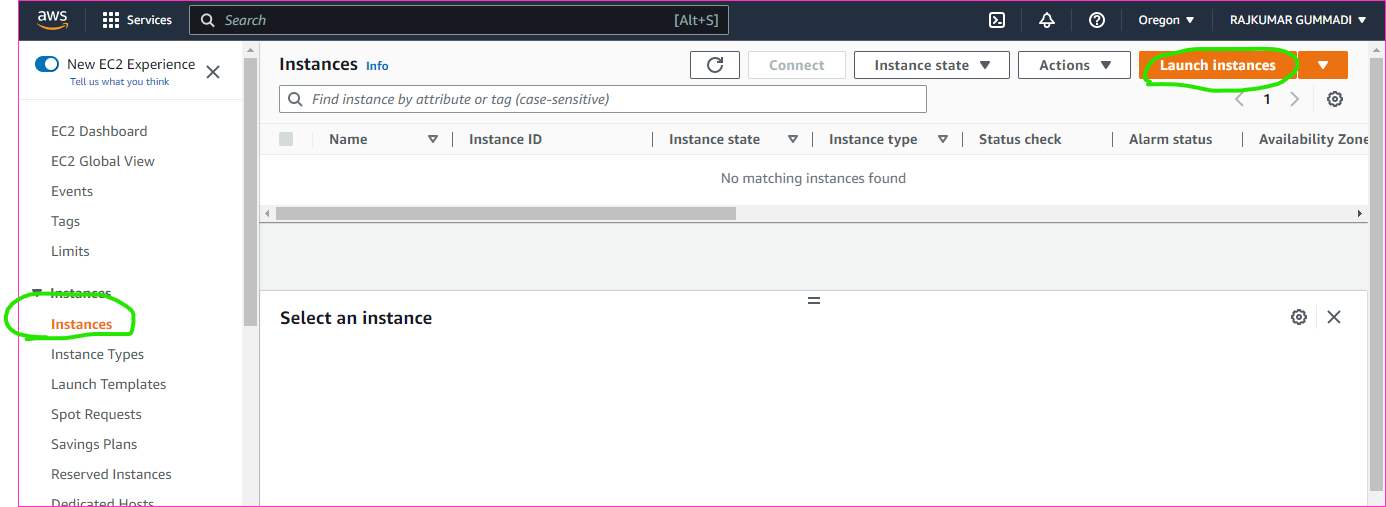 aws Services Search [Alt+S] Oregon RAJKUMAR GUMMADI
New EC2 Experience
Tell us what you think
EC2 Dashboard
EC2 Global View
Events
Tags
Limits
Instances
Instances
Instance Types
Launch Templates
Spot Requests
Savings Plans
Reserved Instances
Dedicated Hosts
Instances Info Connect Instance state Actions Launch instances
Find instance by attribute or tag (case-sensitive)
1
Name Instance ID Instance state Instance type Status check Alarm status Availability Zone
No matching instances found
Select an instance